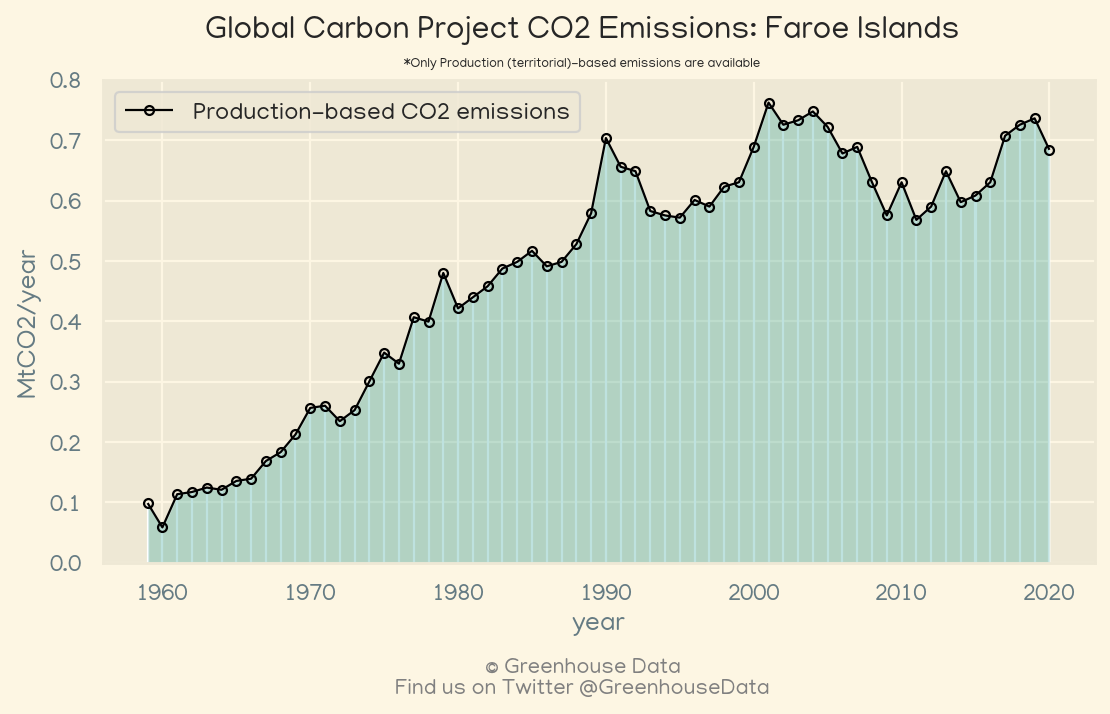 Global Carbon Project CO2 Emissions: Faroe Islands
*Only Production (territorial)-based emissions are available
Production-based CO2 emissions
MtCO2/year
0.8
0.7
0.6
0.5
0.4
0.3
0.2
0.1
0.0
1960 1970 1980 1990 2000 2010 2020
year
© Greenhouse Data
Find us on Twitter @GreenhouseData